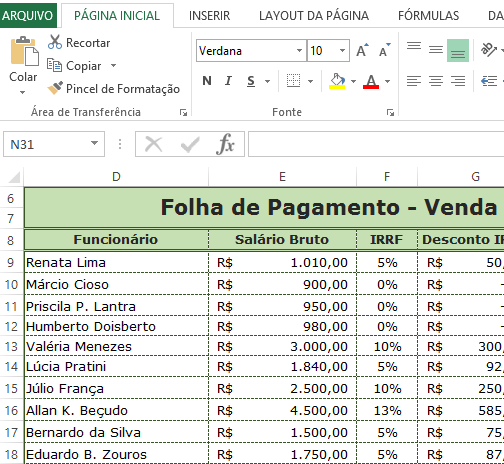 ARQUIVO PÁGINA INICIAL INSERIR LAYOUT DA PÁGINA FÓRMULAS DA
Colar
Recortar
Copiar
Pincel de Formatação
Área de Transferência
Verdana 10 A A
N I S A
Fonte
N31 fx
D E F G
6
7
Folha de Pagamento - Venda
8 Funcionário Salário Bruto IRRF Desconto IR
9 Renata Lima R$ 1.010,00 5% R$ 50,
10 Márcio Cioso R$ 900,00 0% R$ -
11 Priscila P. Lantra R$ 950,00 0% R$ -
12 Humberto Doisberto R$ 980,00 0% R$ -
13 Valéria Menezes R$ 3.000,00 10% R$ 300,
14 Lúcia Pratini R$ 1.840,00 5% R$ 92,
15 Júlio França R$ 2.500,00 10% R$ 250,
16 Allan K. Beçudo R$ 4.500,00 13% R$ 585,
17 Bernardo da Silva R$ 1.500,00 5% R$ 75,
18 Eduardo B. Zouros R$ 1.750,00 5% R$ 87,